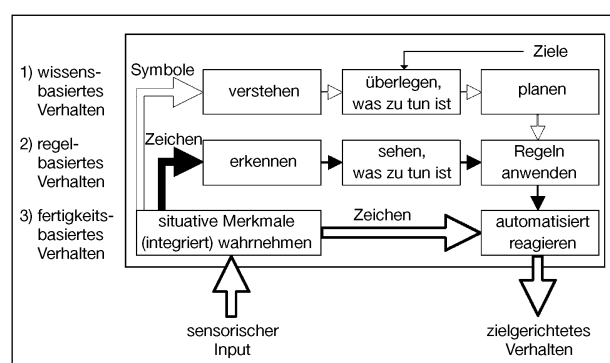 Ziele
1) wissens-
basiertes
Verhalten
Symbole
verstehen
überlegen,
was zu tun ist
planen
2) regel-
basiertes
Verhalten
Zeichen
erkennen
sehen,
was zu tun ist
Regeln
anwenden
3) fertigkeits-
basiertes
Verhalten
situative Merkmale
(integriert) wahrnehmen
Zeichen
automatisiert
reagieren
sensorischer
Input
zielgerichtetes
Verhalten